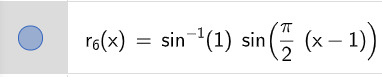 r₆(x) = sin⁻¹(1) sin(π/2 (x − 1))